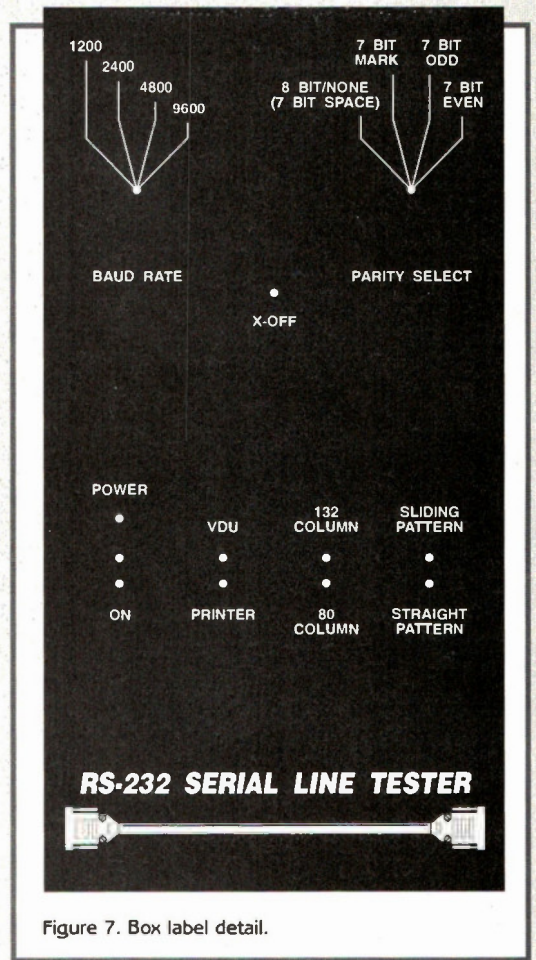 1200
2400
4800
9600
7 BIT
MARK
7 BIT
ODD
8 BIT/NONE
(7 BIT SPACE)
7 BIT
EVEN
BAUD RATE
PARITY SELECT
X-OFF
POWER
VDU
132
COLUMN
SLIDING
PATTERN
ON
PRINTER
80
COLUMN
STRAIGHT
PATTERN
RS-232 SERIAL LINE TESTER
Figure 7. Box label detail.